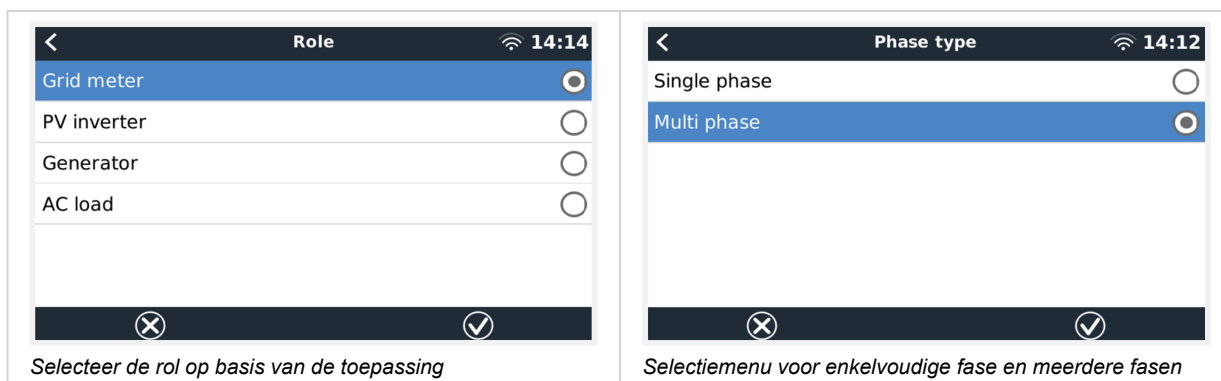 Role
14:14
Grid meter
PV inverter
Generator
AC load
Selecteer de rol op basis van de toepassing
Phase type
14:12
Single phase
Multi phase
Selectiemenu voor enkelvoudige fase en meerdere fasen